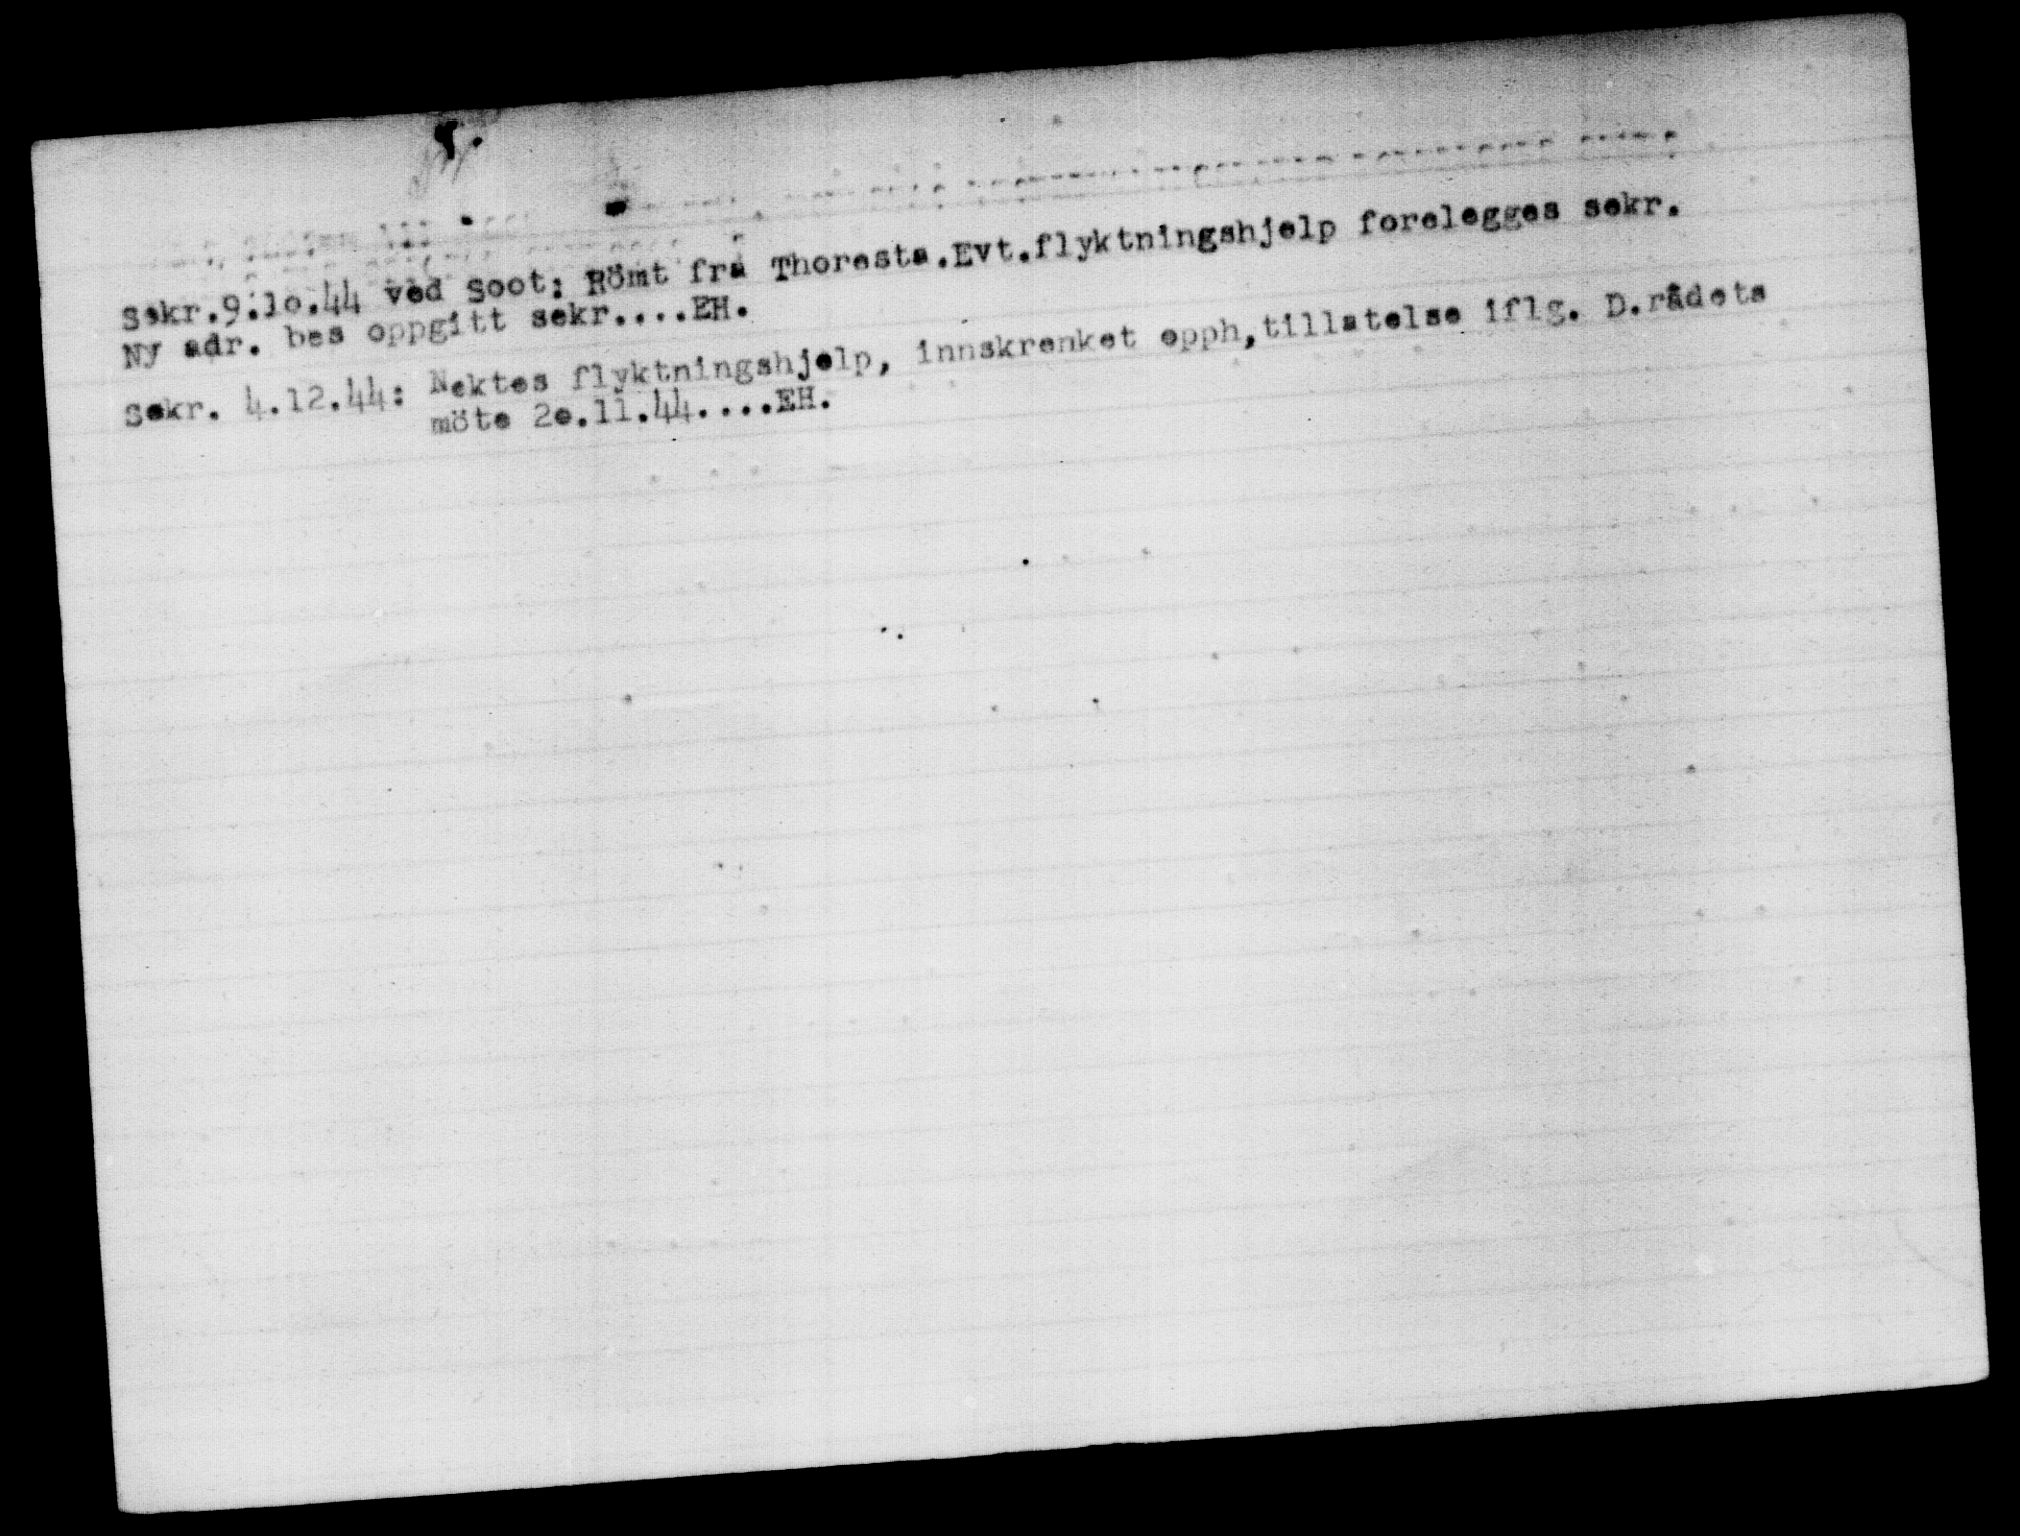 Sekr.9.10.44 ved Soot: Römt fra Thoresta.Evt.flyktningshjelp forelegges sekr.
Ny adr. bes oppgitt sekr....EH.
Sekr. 4.12.44: Nektes flyktningshjelp, innskrenket opph,tillatelse iflg. D.rådets
möte 2o.11.44....EH.